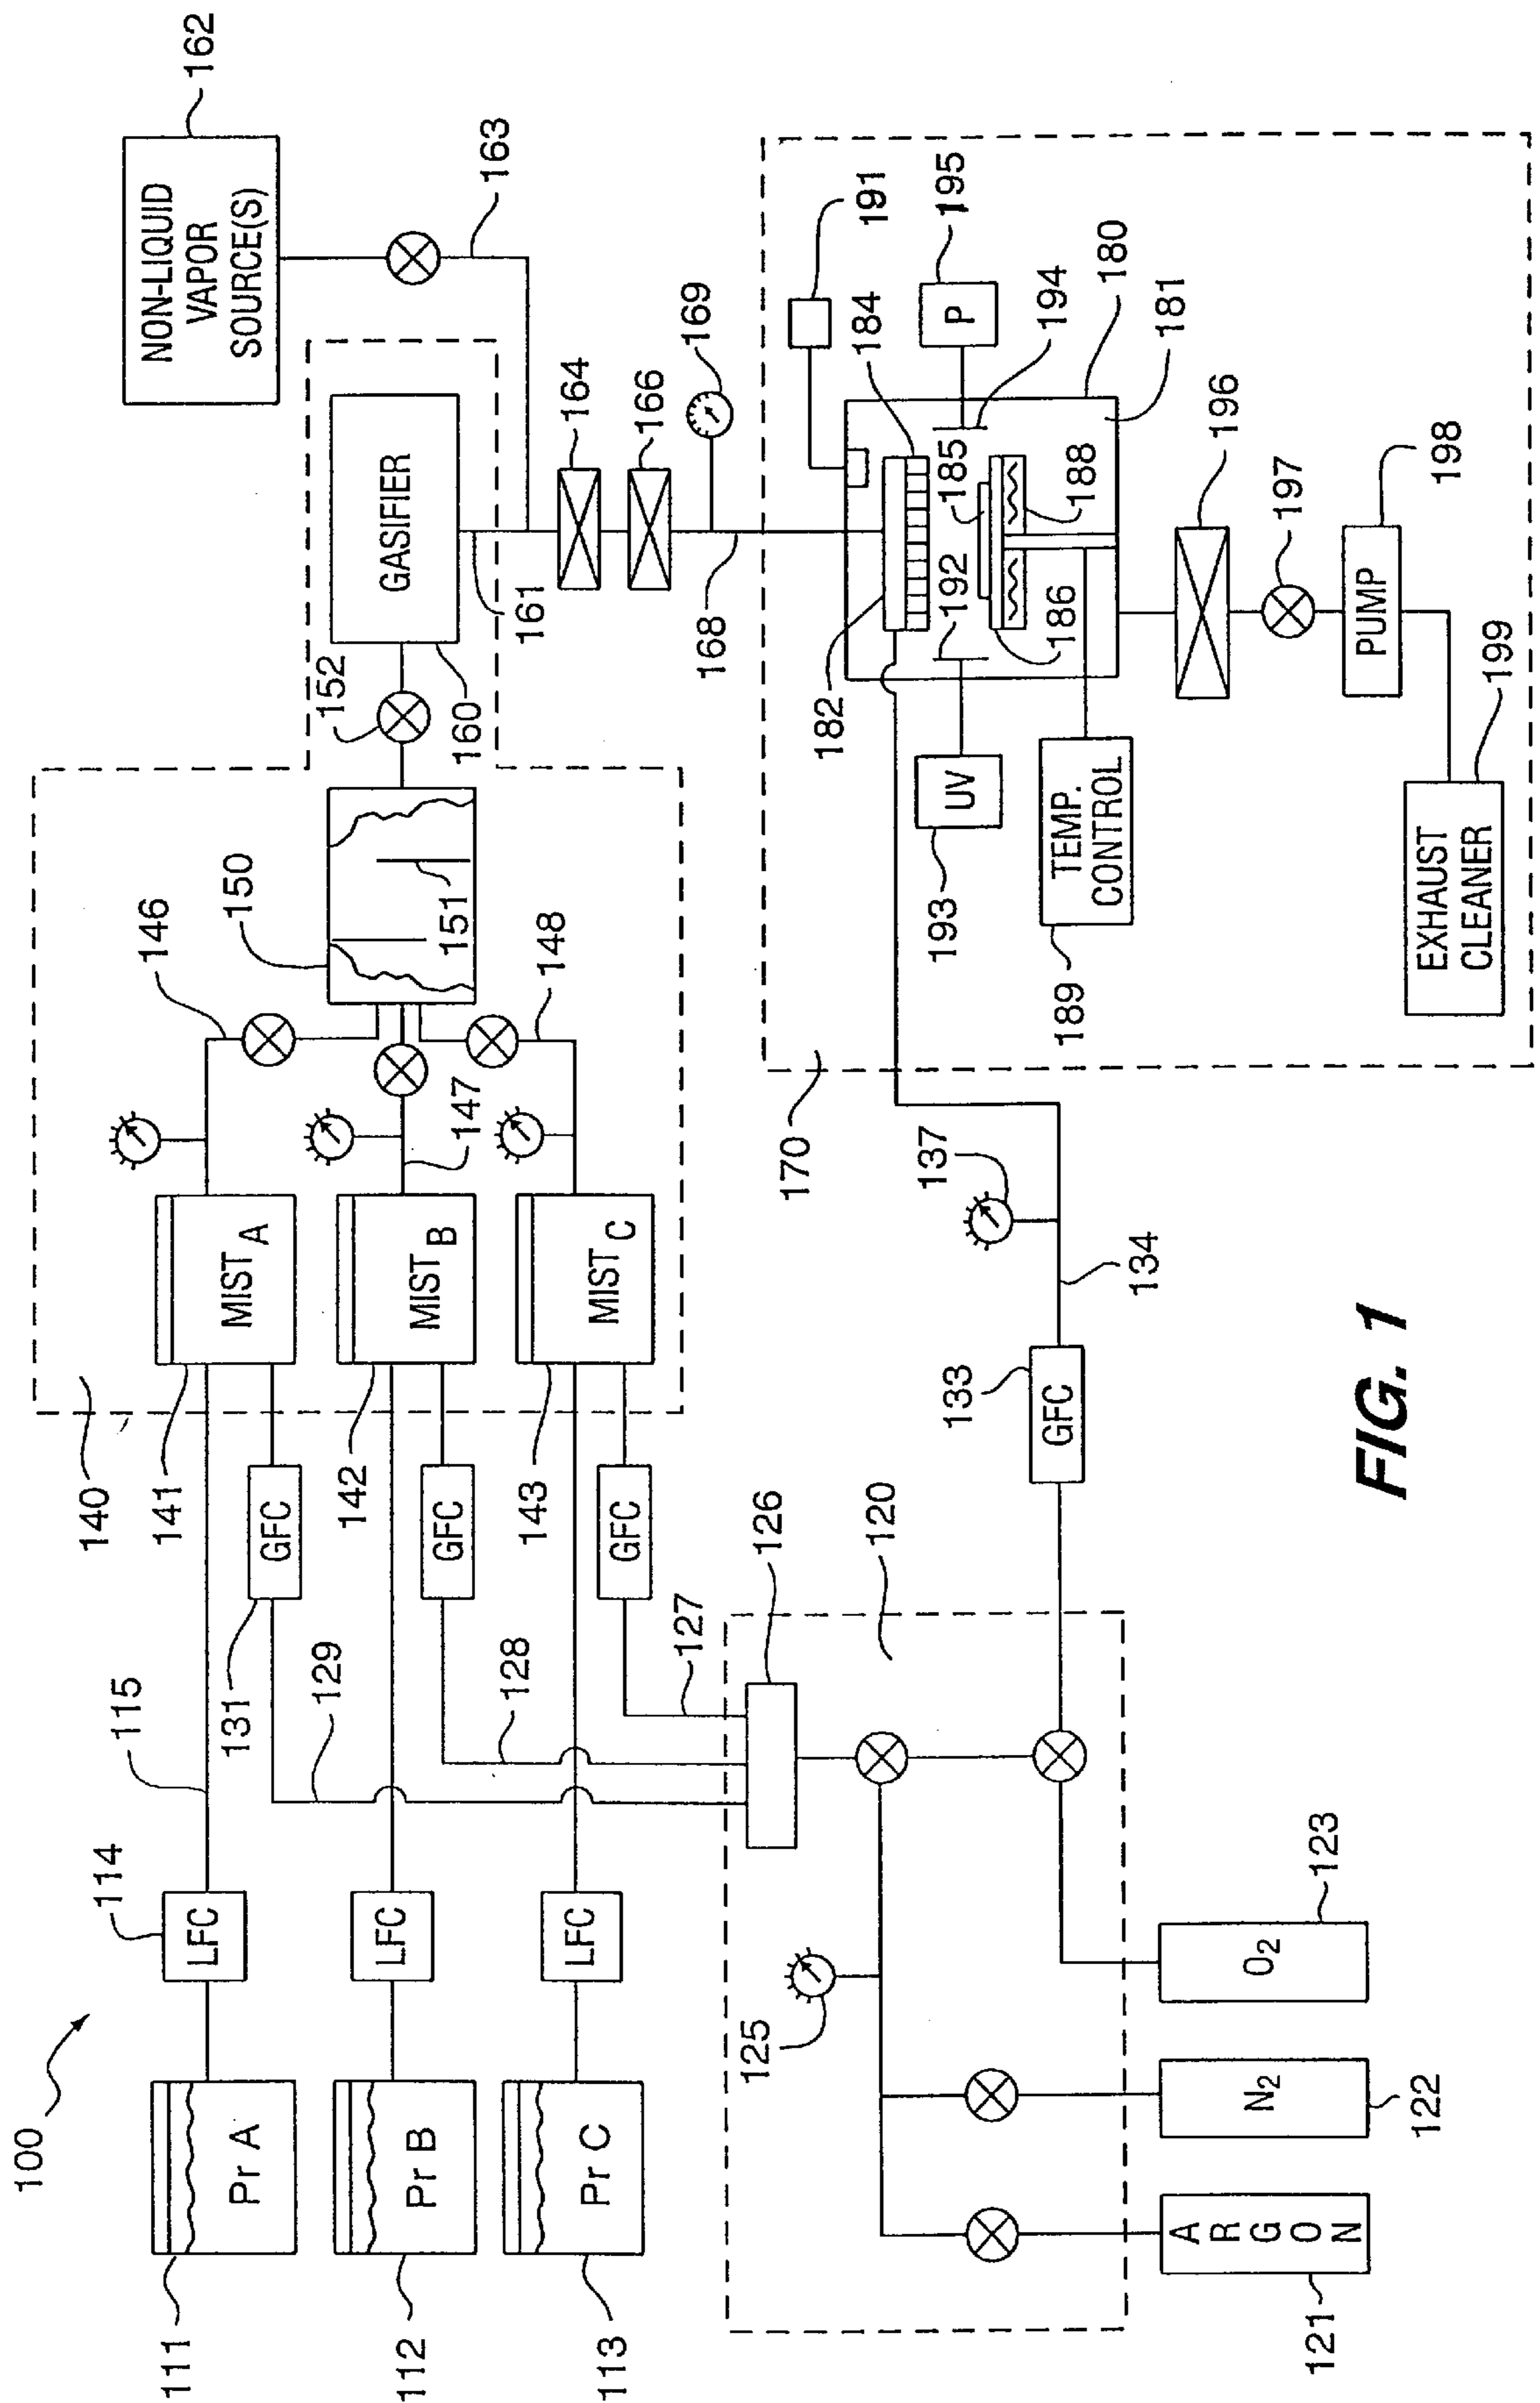 100
111
Pr A
112
Pr B
113
Pr C
114
LFC
LFC
LFC
115
131
GFC
GFC
GFC
129
128
127
140
141
MIST A
142
MIST B
143
MIST C
146
147
148
150
151
152
160
GASIFIER
161
162
NON-LIQUID
VAPOR
SOURCE(S)
163
164
166
168
169
120
125
126
121
ARGON
122
N2
123
O2
133
GFC
134
137
170
180
181
182
184
185
186
188
189
TEMP.
CONTROL
191
192
193
UV
194
195
P
196
197
198
PUMP
199
EXHAUST
CLEANER
FIG. 1